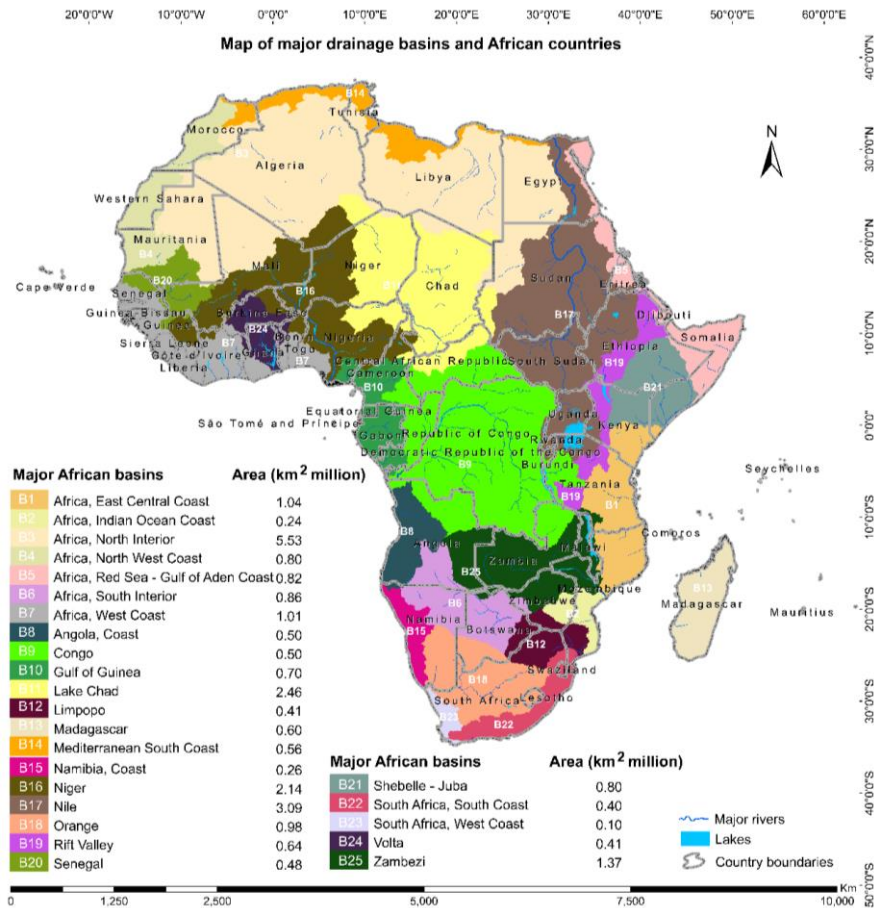 20°0'0"W 10°0'0"W 0°0'0" 10°0'0"E 20°0'0"E 30°0'0"E 40°0'0"E 50°0'0"E 60°0'0"E
Map of major drainage basins and African countries
40°0'0"N
30°0'0"N
20°0'0"N
10°0'0"N
0°0'0"
10°0'0"S
20°0'0"S
30°0'0"S
40°0'0"S
50°0'0"S
N
B14
Tunisia
Morocco
B3
Algeria
Libya
Egypt
Western Sahara
Mauritania
B4
Mali
Niger
Chad
Sudan
B5
Eritrea
Cape Verde
B20
Senegal
B16
Guinea-Bissau
Guinea
Burkina Faso
B17
Djibouti
B24
Benin
Nigeria
Somalia
Sierra Leone
B7
Togo
Ethiopia
Côte d'Ivoire
Ghana
B7
Central African Republic
South Sudan
B19
Liberia
Cameroon
B10
B21
Equatorial Guinea
Uganda
São Tomé and Príncipe
Gabon
Republic of Congo
Kenya
Rwanda
Democratic Republic of the Congo
B9
Burundi
Seychelles
Tanzania
B19
B1
B8
Angola
Comoros
Malawi
Zambia
B25
Mozambique
B13
Madagascar
Mauritius
Zimbabwe
B6
B2
Namibia
Botswana
B15
B12
Swaziland
B18
South Africa
Lesotho
B23
B22
Major African basins Area (km2 million)
B1 Africa, East Central Coast 1.04
B2 Africa, Indian Ocean Coast 0.24
B3 Africa, North Interior 5.53
B4 Africa, North West Coast 0.80
B5 Africa, Red Sea - Gulf of Aden Coast 0.82
B6 Africa, South Interior 0.86
B7 Africa, West Coast 1.01
B8 Angola, Coast 0.50
B9 Congo 0.50
B10 Gulf of Guinea 0.70
B11 Lake Chad 2.46
B12 Limpopo 0.41
B13 Madagascar 0.60
B14 Mediterranean South Coast 0.56
B15 Namibia, Coast 0.26
B16 Niger 2.14
B17 Nile 3.09
B18 Orange 0.98
B19 Rift Valley 0.64
B20 Senegal 0.48
Major African basins Area (km2 million)
B21 Shebelle - Juba 0.80
B22 South Africa, South Coast 0.40
B23 South Africa, West Coast 0.10
B24 Volta 0.41
B25 Zambezi 1.37
Major rivers
Lakes
Country boundaries
Km
0 1,250 2,500 5,000 7,500 10,000